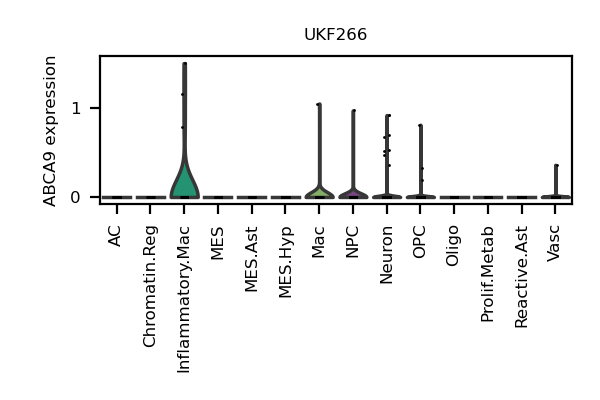 UKF266
ABCA9 expression
1
0
AC
Chromatin.Reg
Inflammatory.Mac
MES
MES.Ast
MES.Hyp
Mac
NPC
Neuron
OPC
Oligo
Prolif.Metab
Reactive.Ast
Vasc